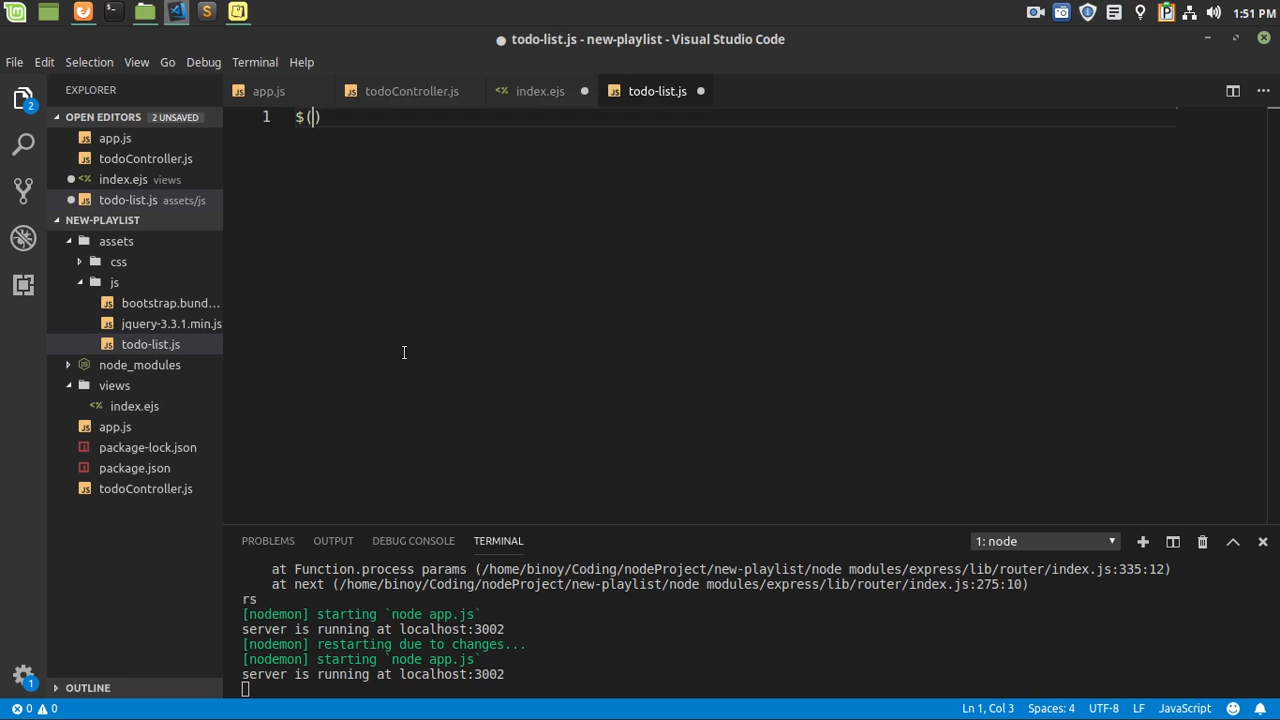 1:51 PM
todo-list.js - new-playlist - Visual Studio Code
File Edit Selection View Go Debug Terminal Help
EXPLORER
app.js
todoController.js
index.ejs
todo-list.js
OPEN EDITORS 2 UNSAVED
app.js
todoController.js
index.ejs views
todo-list.js assets/js
NEW-PLAYLIST
assets
css
js
bootstrap.bund...
jquery-3.3.1.min.js
todo-list.js
node_modules
views
index.ejs
app.js
package-lock.json
package.json
todoController.js
OUTLINE
2
1
1 $()
PROBLEMS OUTPUT DEBUG CONSOLE TERMINAL
1: node
at Function.process params (/home/binoy/Coding/nodeProject/new-playlist/node modules/express/lib/router/index.js:335:12)
at next (/home/binoy/Coding/nodeProject/new-playlist/node modules/express/lib/router/index.js:275:10)
rs
[nodemon] starting `node app.js`
server is running at localhost:3002
[nodemon] restarting due to changes...
[nodemon] starting `node app.js`
server is running at localhost:3002
0 0
Ln 1, Col 3 Spaces: 4 UTF-8 LF JavaScript